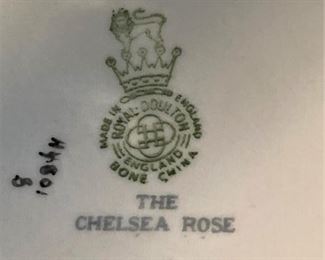 MADE IN ENGLAND
ROYAL DOULTON
ENGLAND
BONE CHINA
THE
CHELSEA ROSE